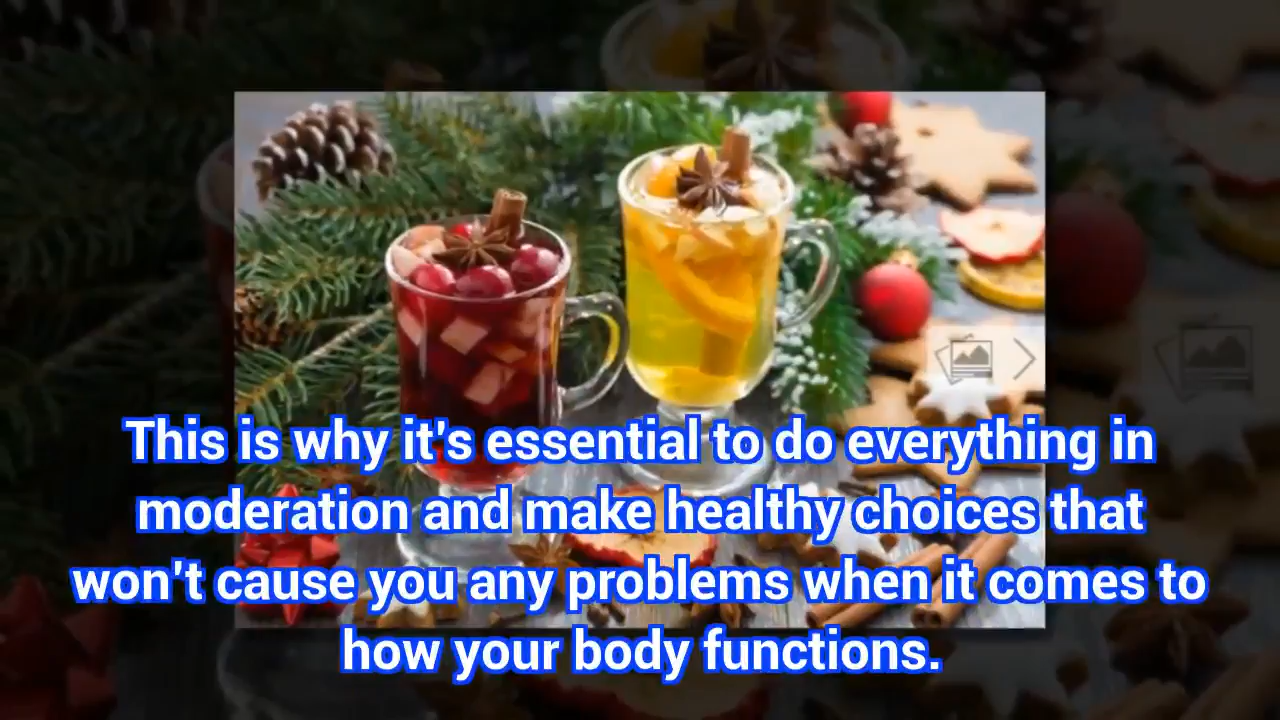 This is why it's essential to do everything in
moderation and make healthy choices that
won't cause you any problems when it comes to
how your body functions.